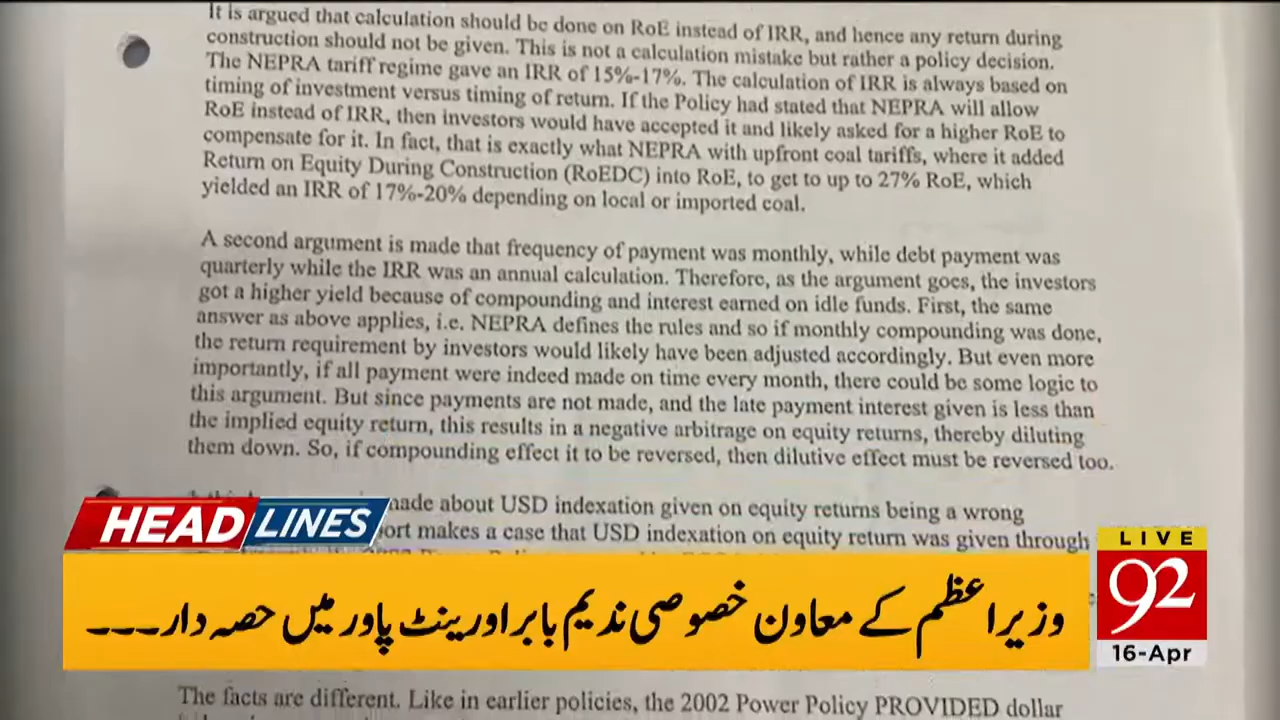 It is argued that calculation should be done on RoE instead of IRR, and hence any return during
construction should not be given. This is not a calculation mistake but rather a policy decision.
The NEPRA tariff regime gave an IRR of 15%-17%. The calculation of IRR is always based on
timing of investment versus timing of return. If the Policy had stated that NEPRA will allow
RoE instead of IRR, then investors would have accepted it and likely asked for a higher RoE to
compensate for it. In fact, that is exactly what NEPRA with upfront coal tariffs, where it added
Return on Equity During Construction (RoEDC) into RoE, to get to up to 27% RoE, which
yielded an IRR of 17%-20% depending on local or imported coal.
A second argument is made that frequency of payment was monthly, while debt payment was
quarterly while the IRR was an annual calculation. Therefore, as the argument goes, the investors
got a higher yield because of compounding and interest earned on idle funds. First, the same
answer as above applies, i.e. NEPRA defines the rules and so if monthly compounding was done,
the return requirement by investors would likely have been adjusted accordingly. But even more
importantly, if all payment were indeed made on time every month, there could be some logic to
this argument. But since payments are not made, and the late payment interest given is less than
the implied equity return, this results in a negative arbitrage on equity returns, thereby diluting
them down. So, if compounding effect it to be reversed, then dilutive effect must be reversed too.
made about USD indexation given on equity returns being a wrong
makes a case that USD indexation on equity return was given through
HEADLINES
وزیراعظم کے معاون خصوصی ندیم بابر اورینٹ پاور میں حصہ دار۔۔۔
LIVE
92
16-Apr
The facts are different. Like in earlier policies, the 2002 Power Policy PROVIDED dollar